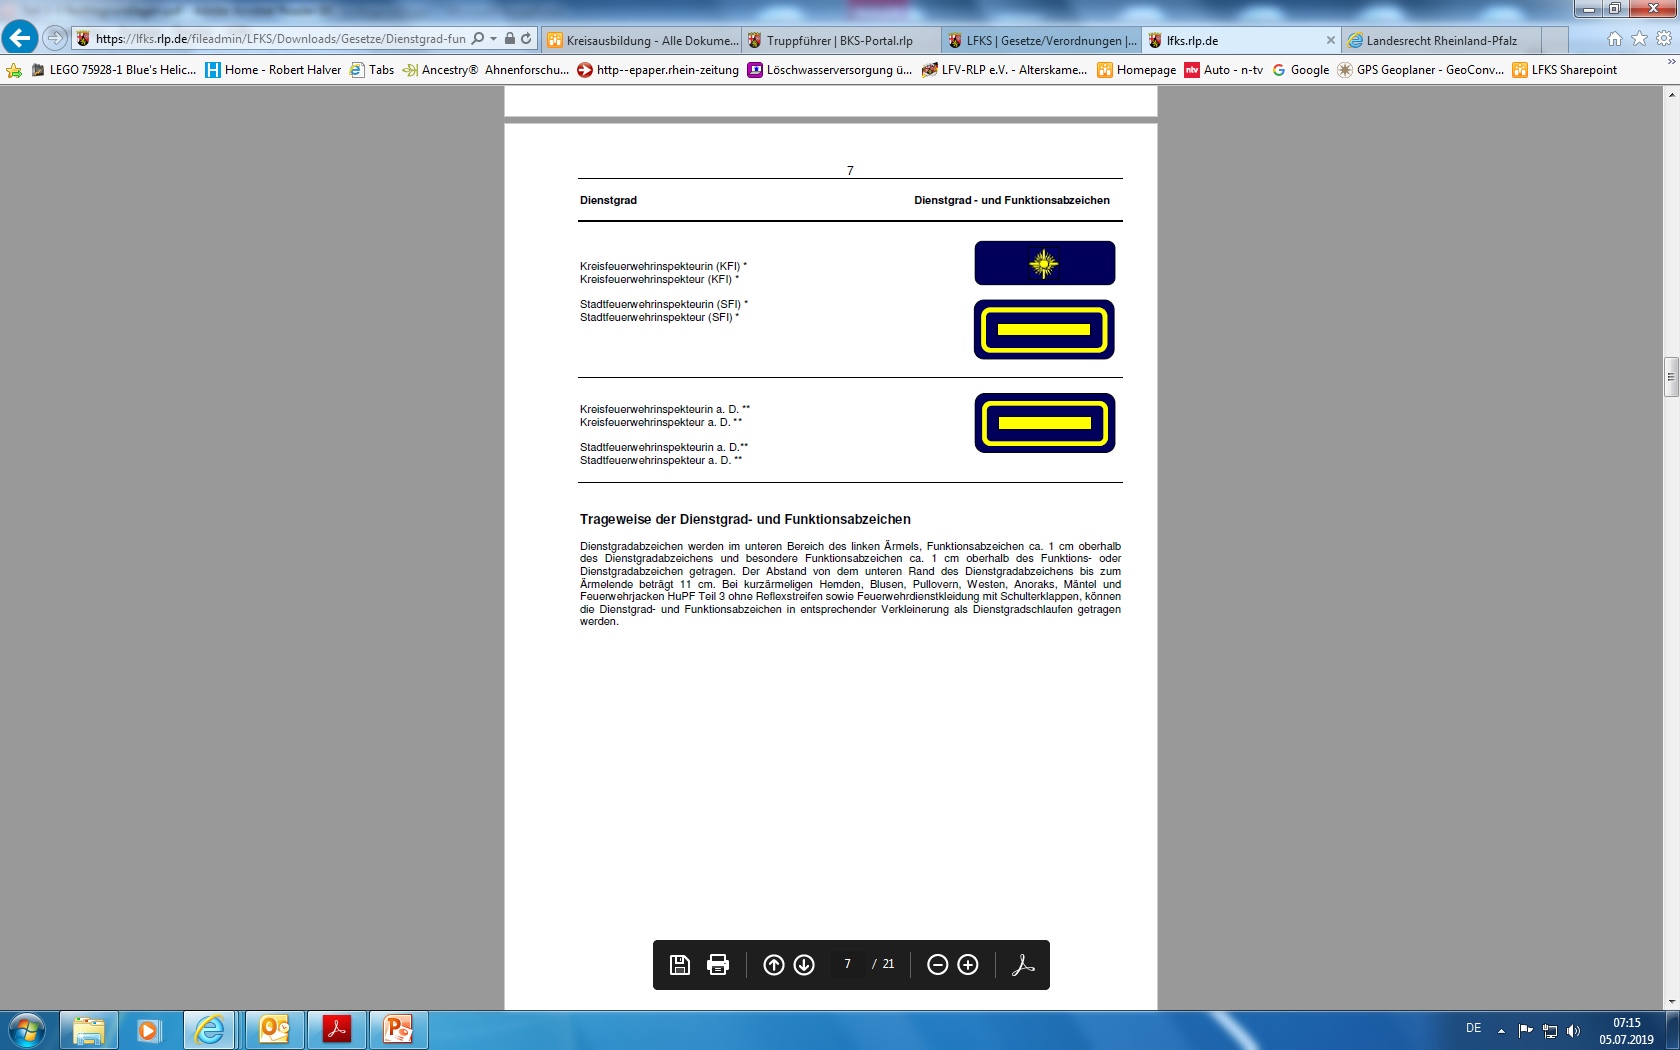 https://lfks.rlp.de/fileadmin/LFKS/Downloads/Gesetze/Dienstgrad-fun
Kreisausbildung - Alle Dokume...
Truppführer | BKS-Portal.rlp
LFKS | Gesetze/Verordnungen |...
lfks.rlp.de
Landesrecht Rheinland-Pfalz
LEGO 75928-1 Blue's Helic...
Home - Robert Halver
Tabs
Ancestry® Ahnenforschu...
http--epaper.rhein-zeitung
Löschwasserversorgung ü...
LFV-RLP e.V. - Alterskame...
Homepage
ntv Auto - n-tv
Google
GPS Geoplaner - GeoConv...
LFKS Sharepoint
7
Dienstgrad
Dienstgrad - und Funktionsabzeichen
Kreisfeuerwehrinspekteurin (KFI) *
Kreisfeuerwehrinspekteur (KFI) *
Stadtfeuerwehrinspekteurin (SFI) *
Stadtfeuerwehrinspekteur (SFI) *
Kreisfeuerwehrinspekteurin a. D. **
Kreisfeuerwehrinspekteur a. D. **
Stadtfeuerwehrinspekteurin a. D.**
Stadtfeuerwehrinspekteur a. D. **
Trageweise der Dienstgrad- und Funktionsabzeichen
Dienstgradabzeichen werden im unteren Bereich des linken Ärmels, Funktionsabzeichen ca. 1 cm oberhalb
des Dienstgradabzeichens und besondere Funktionsabzeichen ca. 1 cm oberhalb des Funktions- oder
Dienstgradabzeichen getragen. Der Abstand von dem unteren Rand des Dienstgradabzeichens bis zum
Ärmelende beträgt 11 cm. Bei kurzärmeligen Hemden, Blusen, Pullovern, Westen, Anoraks, Mäntel und
Feuerwehrjacken HuPF Teil 3 ohne Reflexstreifen sowie Feuerwehrdienstkleidung mit Schulterklappen, können
die Dienstgrad- und Funktionsabzeichen in entsprechender Verkleinerung als Dienstgradschlaufen getragen
werden.
7 / 21
DE
07:15
05.07.2019